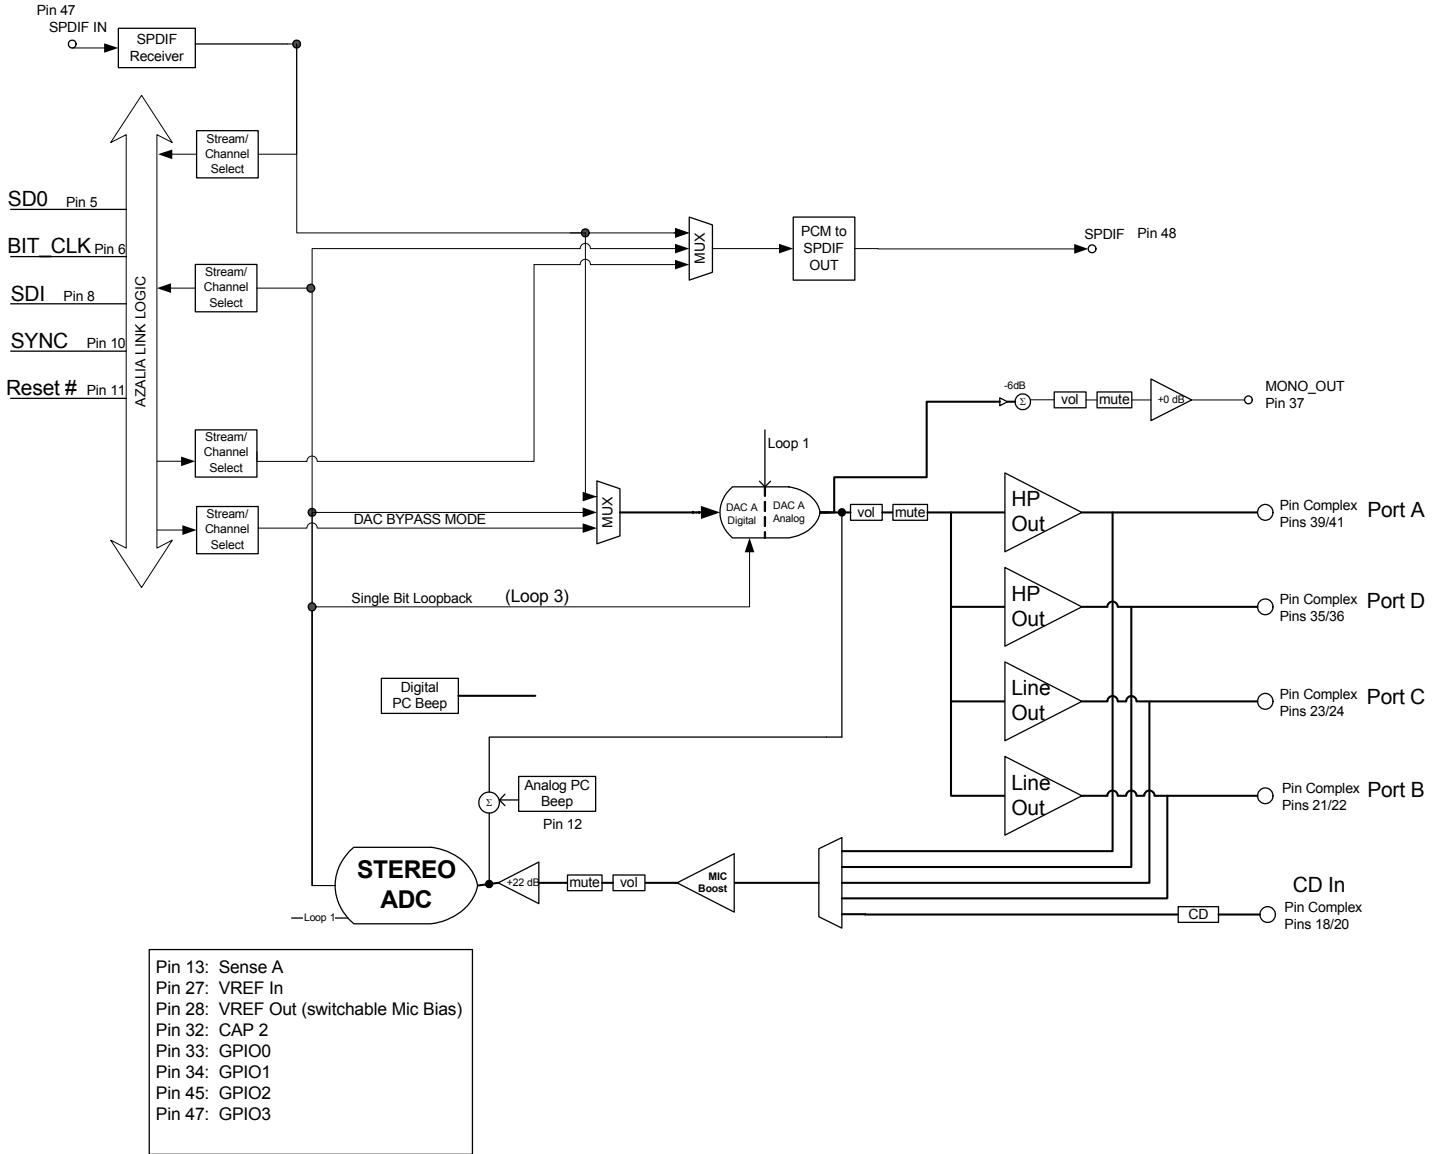 Pin 47
SPDIF IN
SPDIF
Receiver
Stream/
Channel
Select
SD0 Pin 5
BIT_CLK Pin 6
SDI Pin 8
SYNC Pin 10
Reset # Pin 11
AZALIA LINK LOGIC
Stream/
Channel
Select
MUX
PCM to
SPDIF
OUT
SPDIF Pin 48
Stream/
Channel
Select
Stream/
Channel
Select
DAC BYPASS MODE
MUX
Loop 1
DAC A
Digital
DAC A
Analog
-6dB
Σ
vol
mute
+0 dB
MONO_OUT
Pin 37
vol
mute
HP
Out
Pin Complex
Pins 39/41
Port A
Single Bit Loopback (Loop 3)
HP
Out
Pin Complex
Pins 35/36
Port D
Digital
PC Beep
Line
Out
Pin Complex
Pins 23/24
Port C
Σ
Analog PC
Beep
Pin 12
Line
Out
Pin Complex
Pins 21/22
Port B
STEREO
ADC
Loop 1
+22 dB
mute
vol
MIC
Boost
CD
CD In
Pin Complex
Pins 18/20
Pin 13: Sense A
Pin 27: VREF In
Pin 28: VREF Out (switchable Mic Bias)
Pin 32: CAP 2
Pin 33: GPIO0
Pin 34: GPIO1
Pin 45: GPIO2
Pin 47: GPIO3